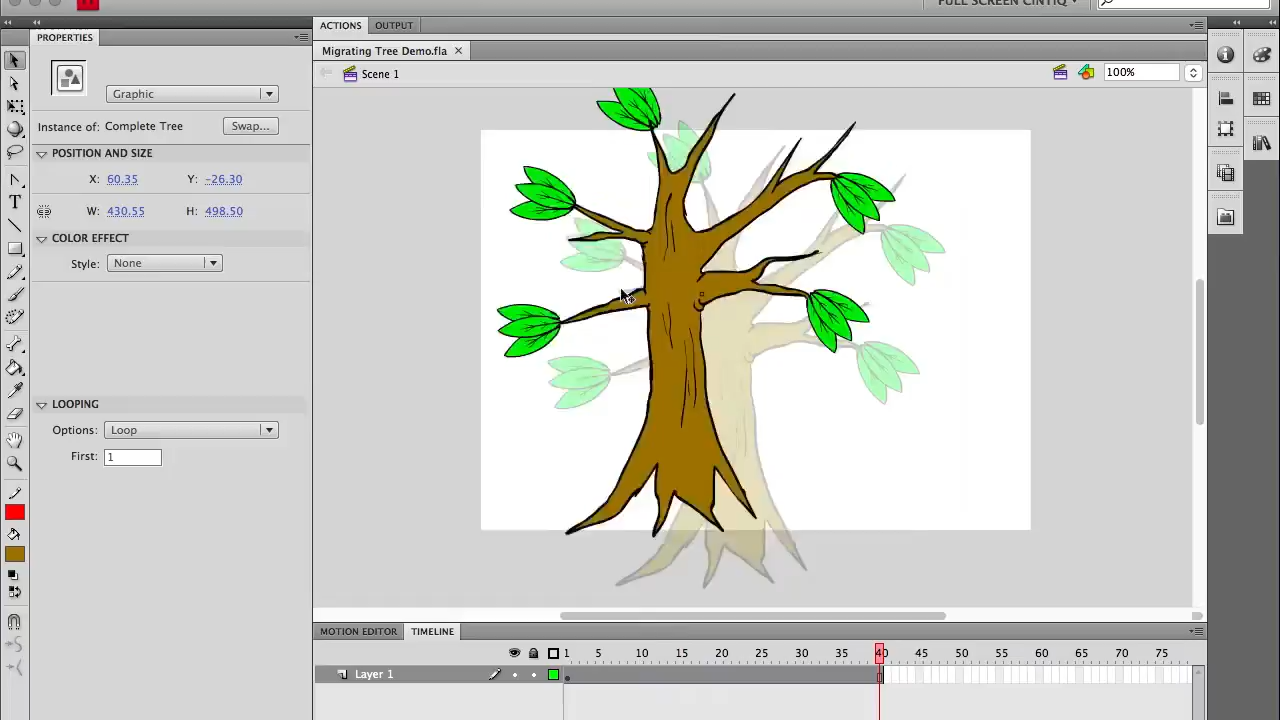 FULL SCREEN CINTIQ
PROPERTIES
ACTIONS
OUTPUT
Migrating Tree Demo.fla
Scene 1
100%
Graphic
Instance of: Complete Tree
Swap...
POSITION AND SIZE
X: 60.35 Y: -26.30
W: 430.55 H: 498.50
COLOR EFFECT
Style: None
LOOPING
Options: Loop
First: 1
MOTION EDITOR
TIMELINE
1 5 10 15 20 25 30 35 40 45 50 55 60 65 70 75
Layer 1